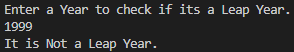 Enter a Year to check if its a Leap Year.
1999
It is Not a Leap Year.